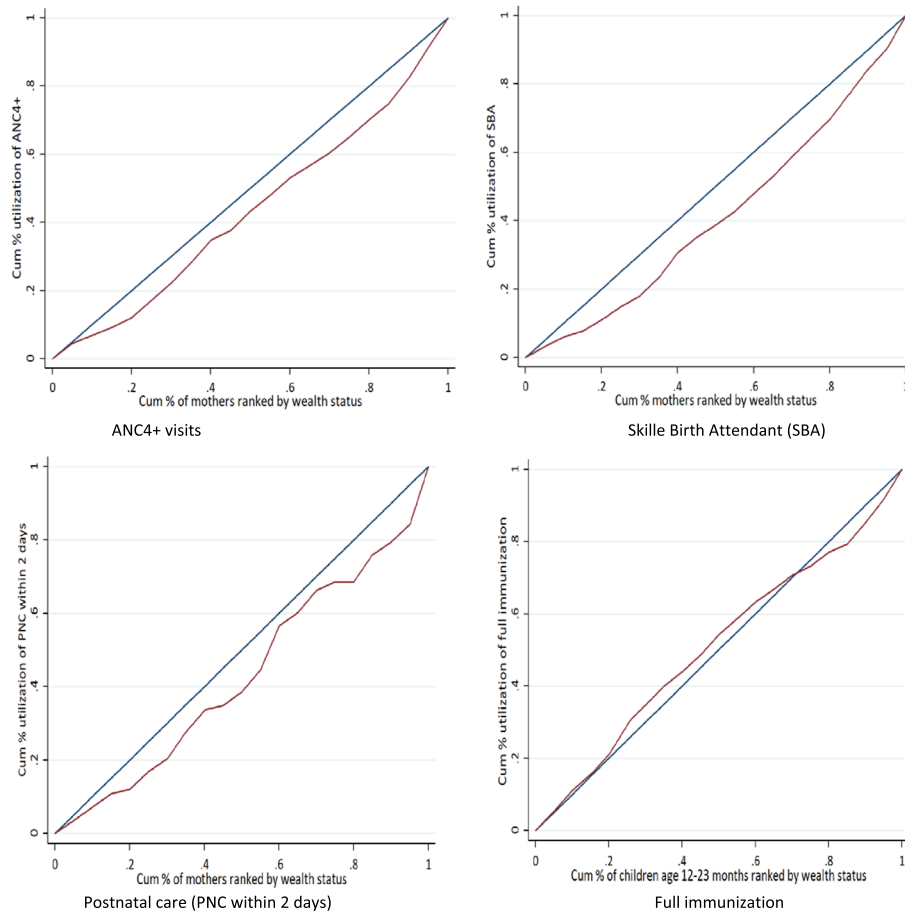 Cum % utilization of ANC4+
0 .2 .4 .6 .8 1
0 .2 .4 .6 .8 1
Cum % of mothers ranked by wealth status
ANC4+ visits
Cum % utilization of SBA
0 .2 .4 .6 .8 1
0 .2 .4 .6 .8 1
Cum % mothers ranked by wealth status
Skille Birth Attendant (SBA)
Cum % utilization of PNC within 2 days
0 .2 .4 .6 .8 1
0 .2 .4 .6 .8 1
Cum % of mothers ranked by wealth status
Postnatal care (PNC within 2 days)
Cum % utilization of full immunization
0 .2 .4 .6 .8 1
0 .2 .4 .6 .8 1
Cum % of children age 12-23 months ranked by wealth status
Full immunization